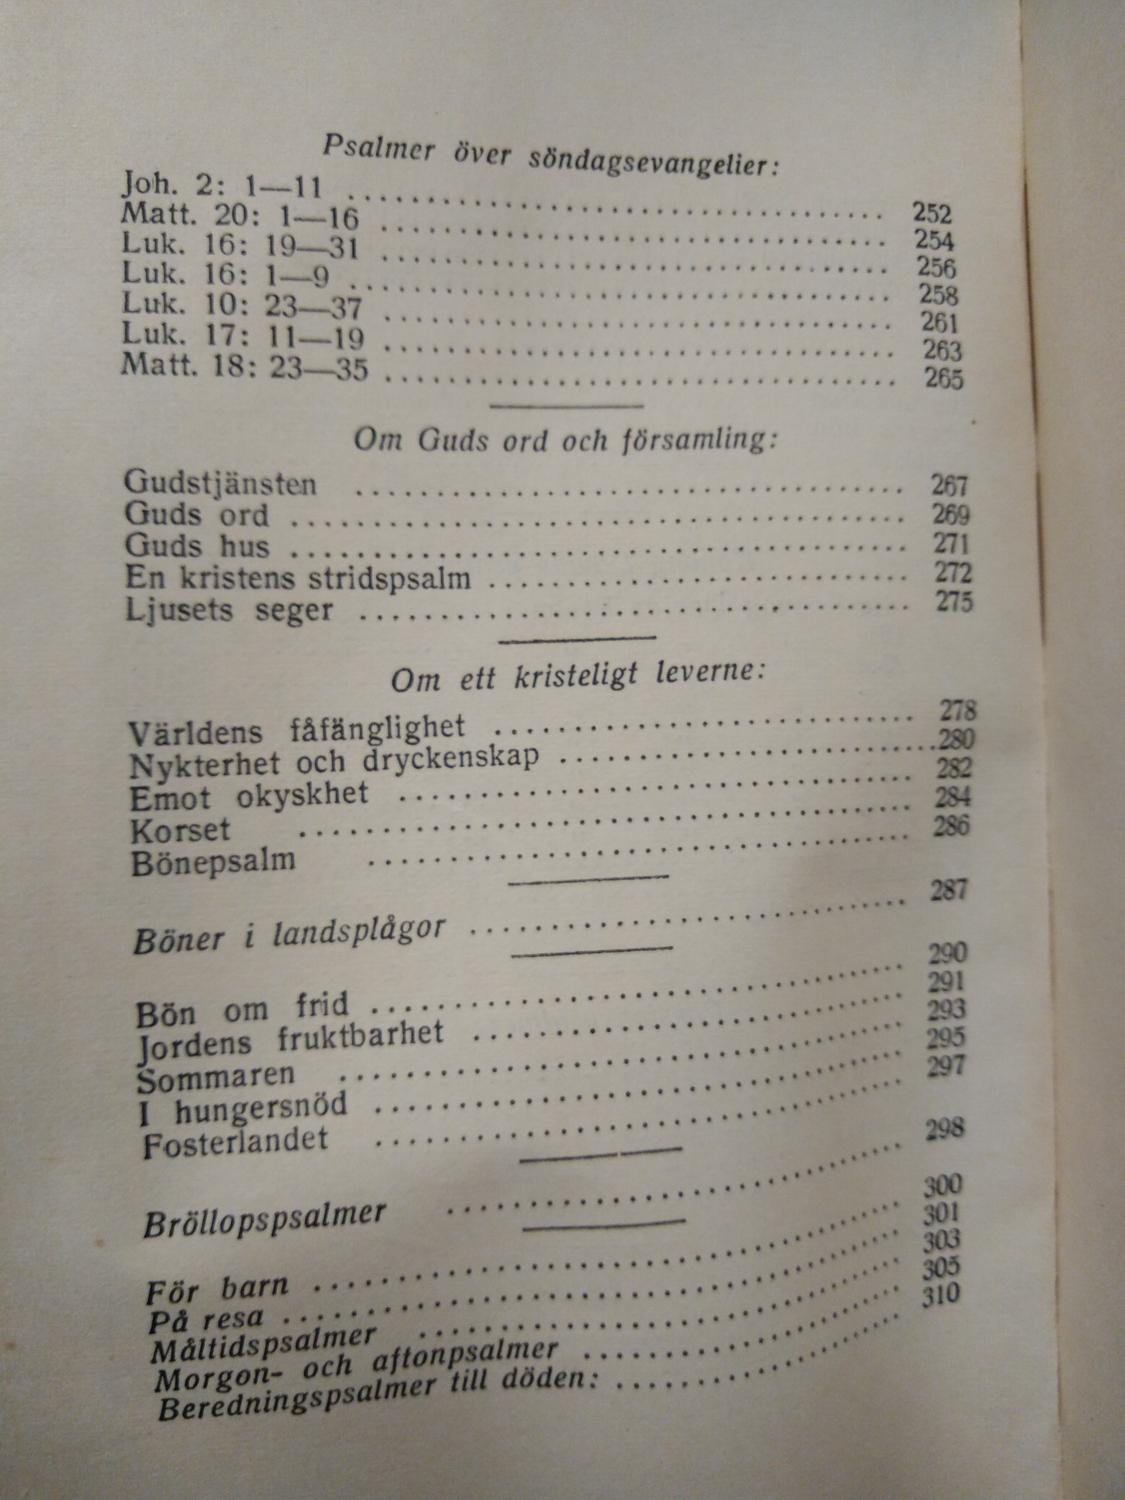 Psalmer över söndagsevangelier:
Joh. 2: 1—11 ........................................ 252
Matt. 20: 1—16 ........................................ 254
Luk. 16: 19—31 ........................................ 256
Luk. 16: 1—9 ........................................ 258
Luk. 10: 23—37 ........................................ 261
Luk. 17: 11—19 ........................................ 263
Matt. 18: 23—35 ........................................ 265
Om Guds ord och församling:
Gudstjänsten ........................................ 267
Guds ord ........................................ 269
Guds hus ........................................ 271
En kristens stridspsalm ........................................ 272
Ljusets seger ........................................ 275
Om ett kristeligt leverne:
Världens fåfänglighet ........................................ 278
Nykterhet och dryckenskap ........................................ 280
Emot okyskhet ........................................ 282
Korset ........................................ 284
Bönepsalm ........................................ 286
Böner i landsplågor ........................................ 287
Bön om frid ........................................ 290
Jordens fruktbarhet ........................................ 291
Sommaren ........................................ 293
I hungersnöd ........................................ 295
Fosterlandet ........................................ 297
Bröllopspsalmer ........................................ 298
För barn ........................................ 300
På resa ........................................ 301
Måltidspsalmer ........................................ 303
Morgon- och aftonpsalmer ........................................ 305
Beredningspsalmer till döden: ........................................ 310